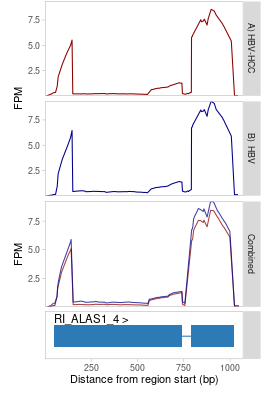 7.5
5.0
2.5
FPM
A) HBV-HCC
7.5
5.0
2.5
B) HBV
7.5
5.0
2.5
FPM
Combined
RI_ALAS1_4 >
250 500 750 1000
Distance from region start (bp)